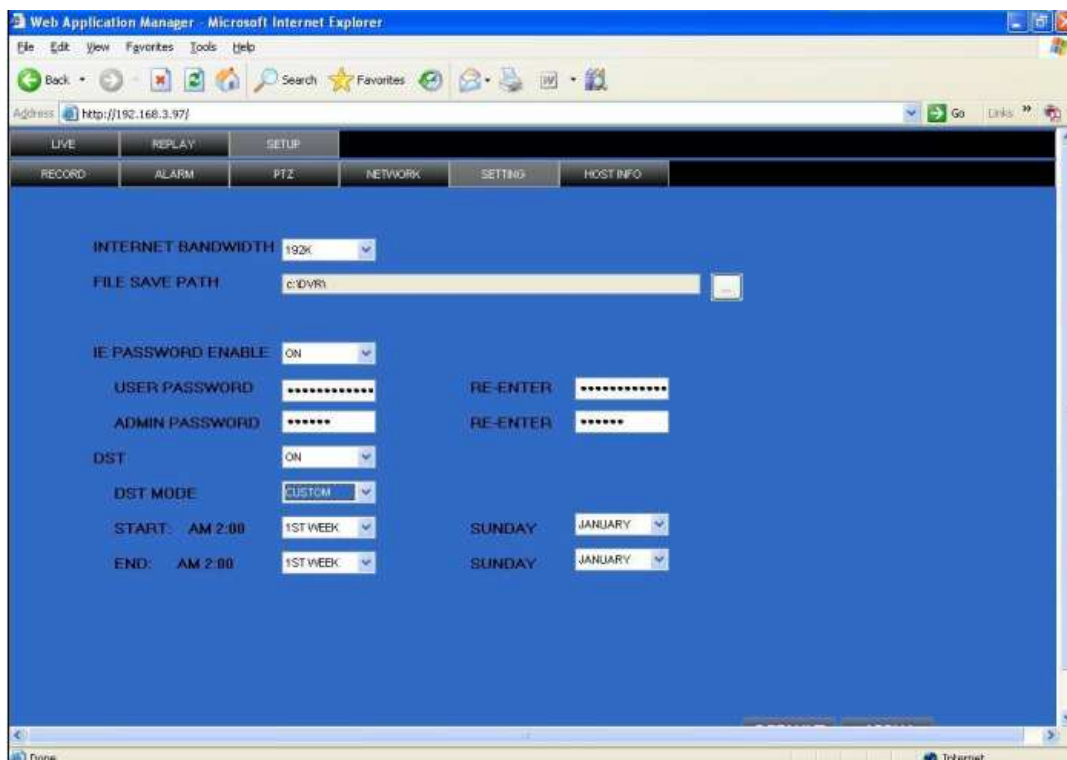 Web Application Manager - Microsoft Internet Explorer
File Edit View Favorites Tools Help
Back Search Favorites
Address http://192.168.3.97/ Go Links »
LIVE REPLAY SETUP
RECORD ALARM PTZ NETWORK SETTING HOST INFO
INTERNET BANDWIDTH 192K
FILE SAVE PATH c:\DVR\ ...
IE PASSWORD ENABLE ON
USER PASSWORD •••••••••••• RE-ENTER ••••••••••••
ADMIN PASSWORD •••••• RE-ENTER ••••••
DST ON
DST MODE CUSTOM
START: AM 2:00 1ST WEEK SUNDAY JANUARY
END: AM 2:00 1ST WEEK SUNDAY JANUARY
Done Internet